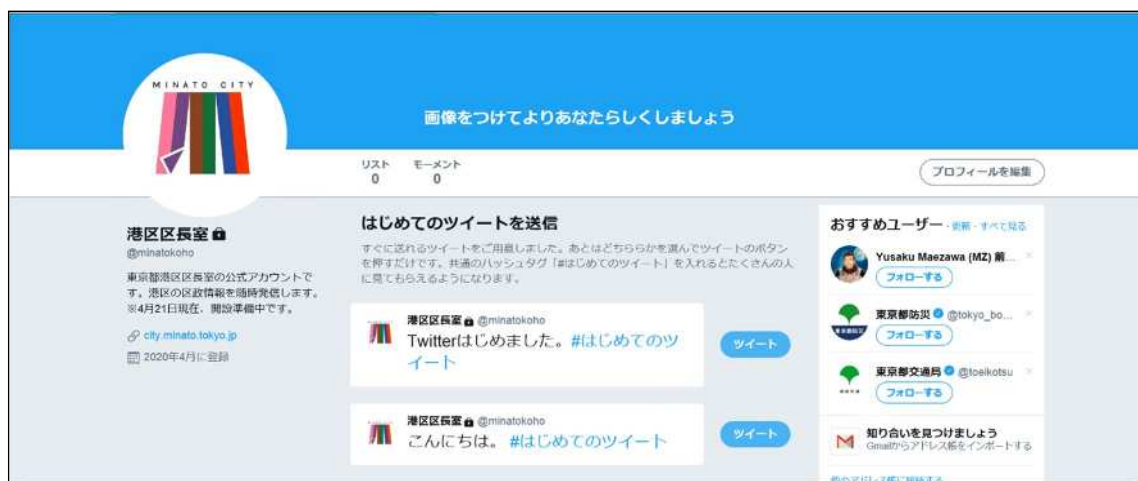 MINATO CITY
画像をつけてよりあなたらしくしましょう
リスト モーメント
0 0
プロフィールを編集
港区区長室
@minatokoho
東京都港区区長室の公式アカウントで
す。港区の区政情報を随時発信します。
※4月21日現在、開設準備中です。
city.minato.tokyo.jp
2020年4月に登録
はじめてのツイートを送信
すぐに送れるツイートをご用意しました。あとはどちらかを選んでツイートのボタン
を押すだけです。共通のハッシュタグ「#はじめてのツイート」を入れるとたくさんの人
に見てもらえるようになります。
港区区長室 @minatokoho
Twitterはじめました。#はじめてのツ
イート
ツイート
港区区長室 @minatokoho
こんにちは。 #はじめてのツイート
ツイート
おすすめユーザー · 更新 · すべて見る
Yusaku Maezawa (MZ) 前...
フォローする
東京都防災 @tokyo_bo...
フォローする
東京都交通局 @toeikotsu
フォローする
知り合いを見つけましょう
Gmailからアドレス帳をインポートする